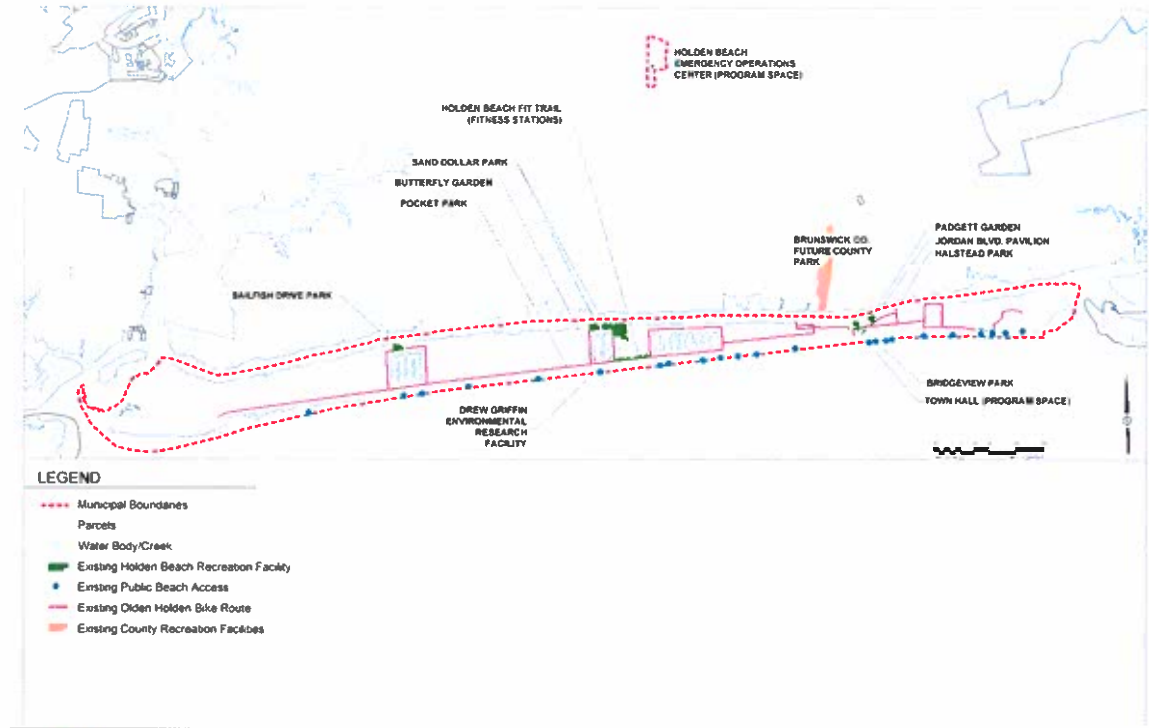 HOLDEN BEACH
EMERGENCY OPERATIONS
CENTER (PROGRAM SPACE)
HOLDEN BEACH FIT TRAIL
(FITNESS STATIONS)
SAND DOLLAR PARK
BUTTERFLY GARDEN
POCKET PARK
PADGETT GARDEN
JORDAN BLVD. PAVILION
HALSTEAD PARK
BRUNSWICK CO.
FUTURE COUNTY
PARK
SAILFISH DRIVE PARK
BRIDGEVIEW PARK
TOWN HALL (PROGRAM SPACE)
DREW GRIFFIN
ENVIRONMENTAL
RESEARCH
FACILITY
LEGEND
Municipal Boundaries
Parcels
Water Body/Creek
Existing Holden Beach Recreation Facility
Existing Public Beach Access
Existing Olden Holden Bike Route
Existing County Recreation Facilities